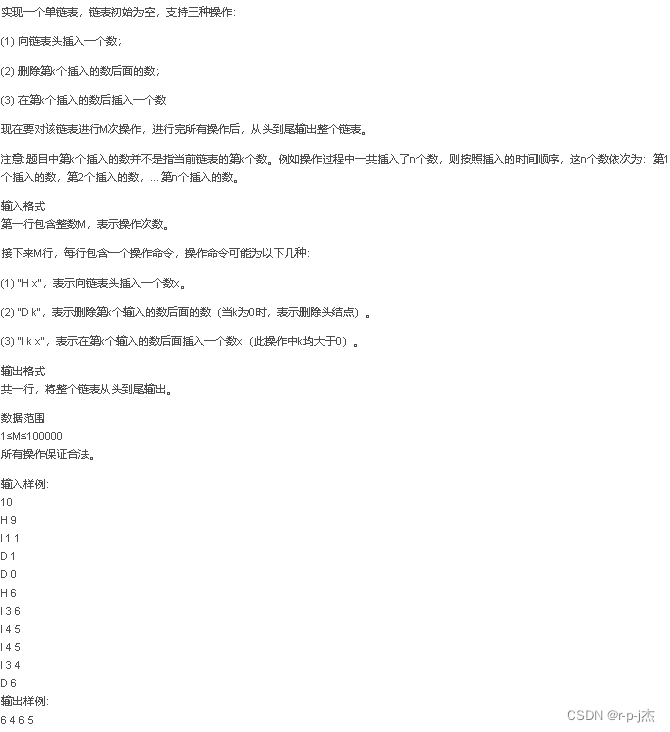 实现一个单链表，链表初始为空，支持三种操作：
(1) 向链表头插入一个数；
(2) 删除第k个插入的数后面的数；
(3) 在第k个插入的数后插入一个数
现在要对该链表进行M次操作，进行完所有操作后，从头到尾输出整个链表。
注意:题目中第k个插入的数并不是指当前链表的第k个数。例如操作过程中一共插入了n个数，则按照插入的时间顺序，这n个数依次为：第1
个插入的数，第2个插入的数，…第n个插入的数。
输入格式
第一行包含整数M，表示操作次数。
接下来M行，每行包含一个操作命令，操作命令可能为以下几种：
(1) "H x"，表示向链表头插入一个数x。
(2) "D k"，表示删除第k个输入的数后面的数（当k为0时，表示删除头结点）。
(3) "I k x"，表示在第k个输入的数后面插入一个数x（此操作中k均大于0）。
输出格式
共一行，将整个链表从头到尾输出。
数据范围
1≤M≤100000
所有操作保证合法。
输入样例：
10
H 9
I 1 1
D 1
D 0
H 6
I 3 6
I 4 5
I 4 5
I 3 4
D 6
输出样例：
6 4 6 5
CSDN @r-p-j杰